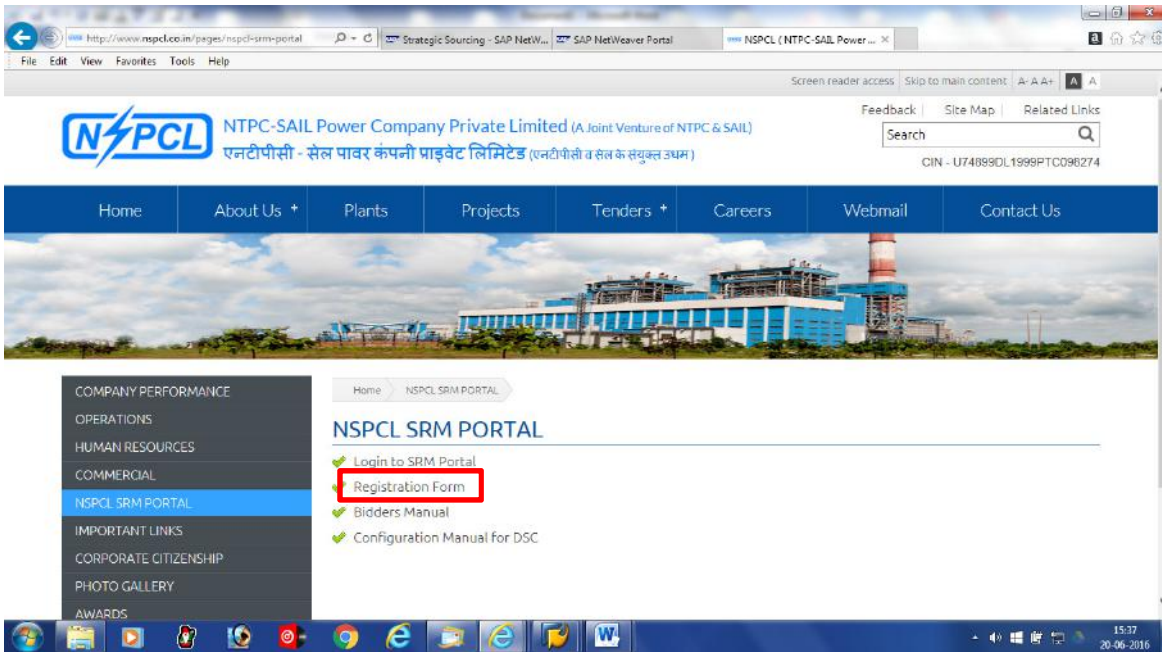 http://www.nspcl.co.in/pages/nspcl-srm-portal
Strategic Sourcing - SAP NetW...
SAP NetWeaver Portal
NSPCL ( NTPC-SAIL Power ...
File Edit View Favorites Tools Help
Screen reader access Skip to main content A- A A+ A A
Feedback Site Map Related Links
NSPCL
NTPC-SAIL Power Company Private Limited (A Joint Venture of NTPC & SAIL)
Search
एनटीपीसी - सेल पावर कंपनी प्राइवेट लिमिटेड (एनटीपीसी व सेल के संयुक्त उधम )
CIN - U74899DL1999PTC098274
Home About Us + Plants Projects Tenders + Careers Webmail Contact Us
COMPANY PERFORMANCE
OPERATIONS
HUMAN RESOURCES
COMMERCIAL
NSPCL SRM PORTAL
IMPORTANT LINKS
CORPORATE CITIZENSHIP
PHOTO GALLERY
AWARDS
Home NSPCL SRM PORTAL
NSPCL SRM PORTAL
Login to SRM Portal
Registration Form
Bidders Manual
Configuration Manual for DSC
15:37
20-06-2016